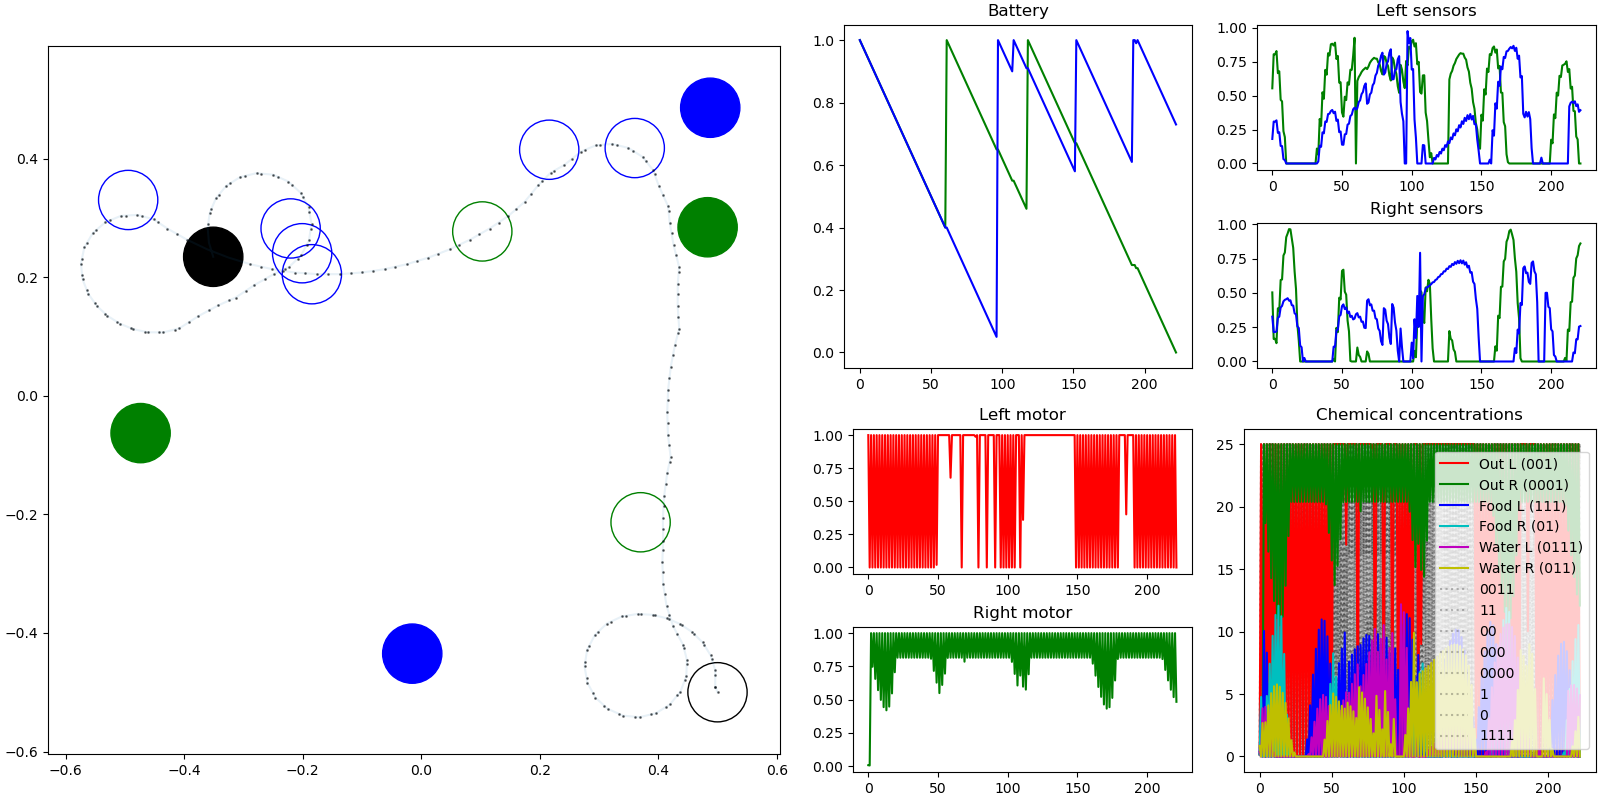 0.4
0.2
0.0
−0.2
−0.4
−0.6
−0.6 −0.4 −0.2 0.0 0.2 0.4 0.6
Battery
1.0
0.8
0.6
0.4
0.2
0.0
0 50 100 150 200
Left sensors
1.00
0.75
0.50
0.25
0.00
0 50 100 150 200
Right sensors
1.00
0.75
0.50
0.25
0.00
0 50 100 150 200
Left motor
1.00
0.75
0.50
0.25
0.00
0 50 100 150 200
Right motor
1.00
0.75
0.50
0.25
0.00
0 50 100 150 200
Chemical concentrations
25
20
15
10
5
0
0 50 100 150 200
Out L (001)
Out R (0001)
Food L (111)
Food R (01)
Water L (0111)
Water R (011)
0011
11
00
000
0000
1
0
1111